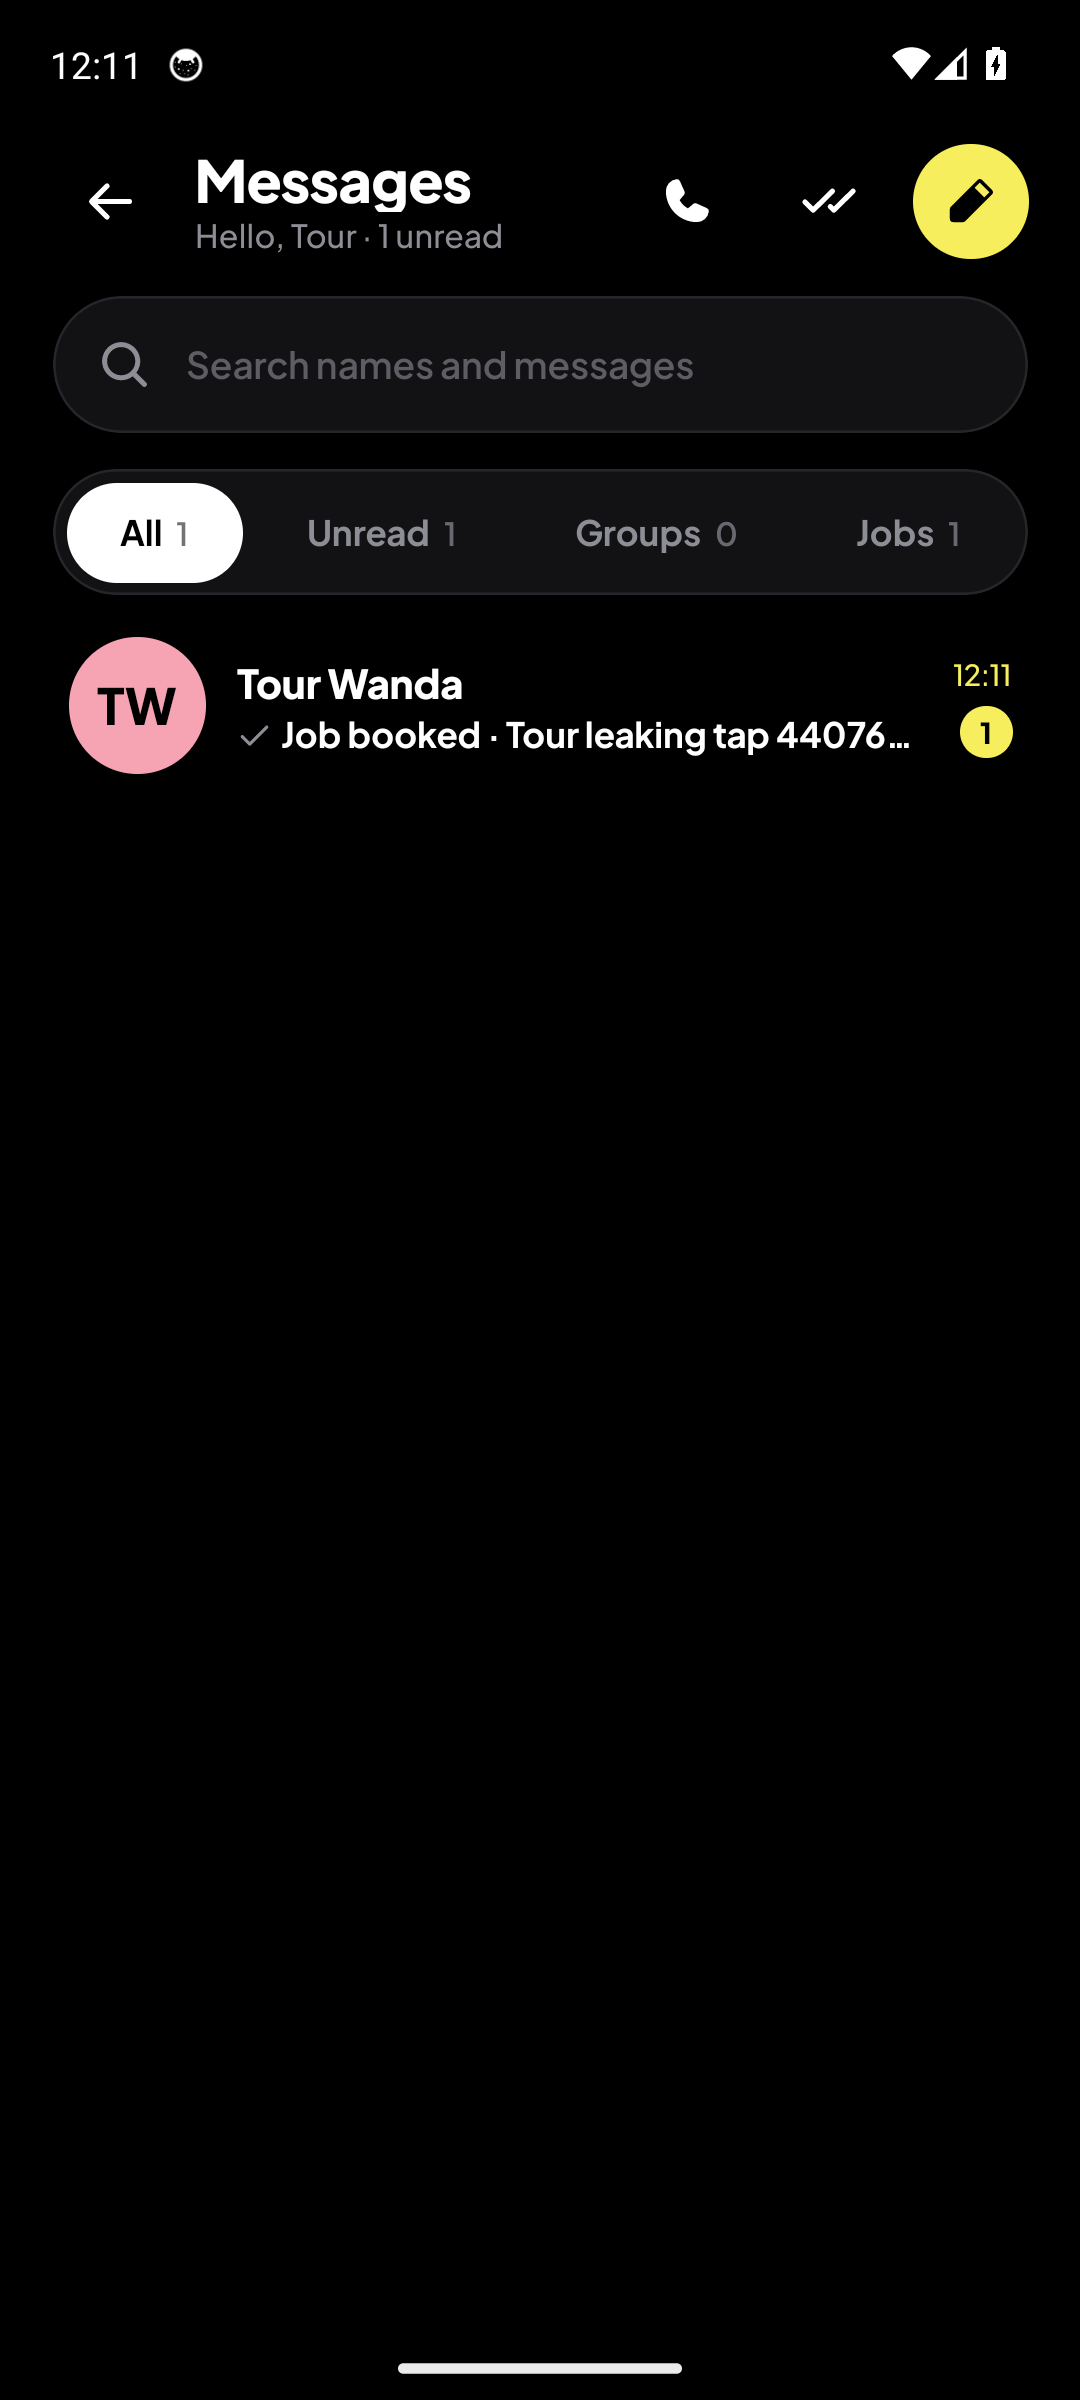 12:11
Messages
Hello, Tour · 1 unread
Search names and messages
All 1 Unread 1 Groups 0 Jobs 1
TW
Tour Wanda
12:11
Job booked · Tour leaking tap 44076...
1